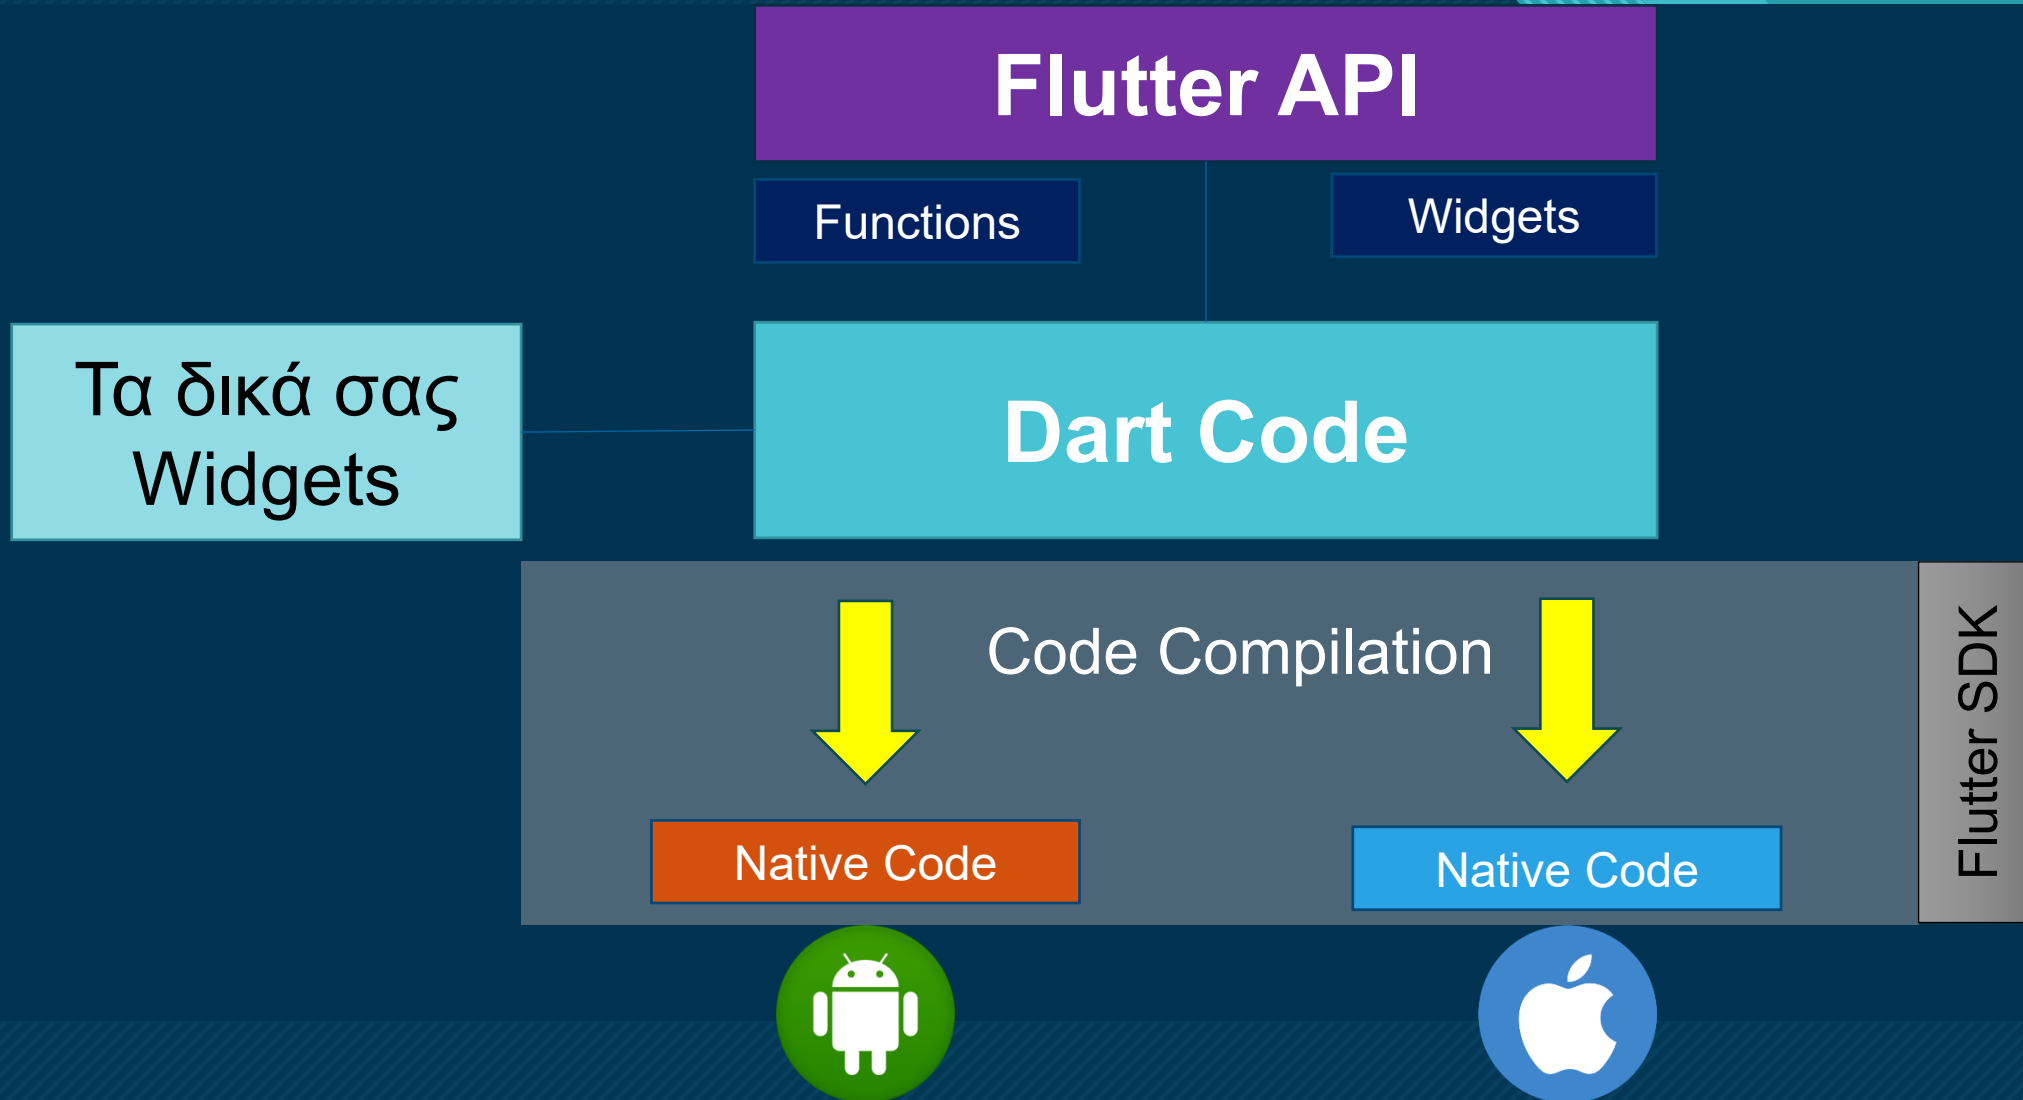 Flutter API
Functions
Widgets
Τα δικά σας
Widgets
Dart Code
Code Compilation
Flutter SDK
Native Code
Native Code